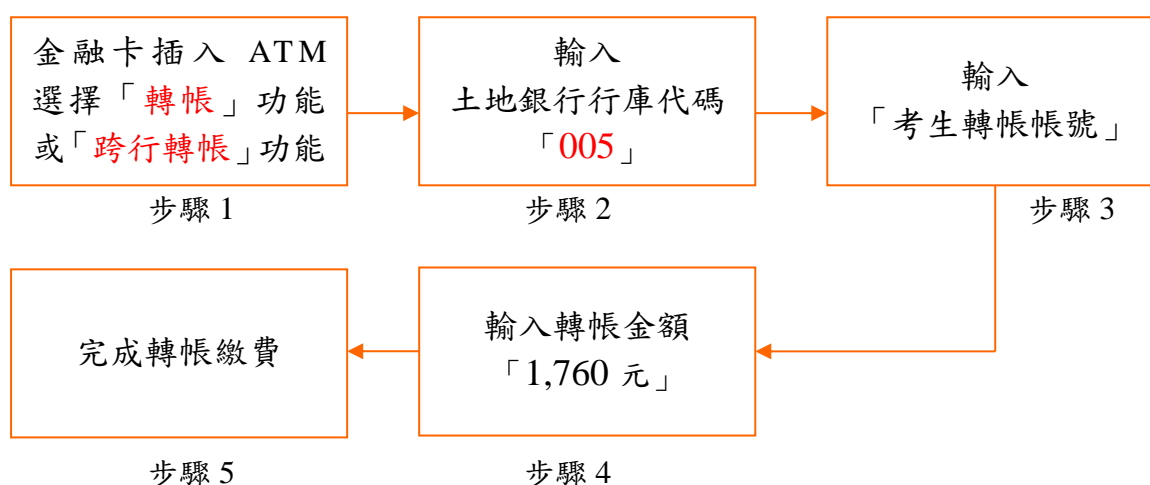 金融卡插入 ATM
選擇「轉帳」功能
或「跨行轉帳」功能
步驟 1
輸入
土地銀行行庫代碼
「005」
步驟 2
輸入
「考生轉帳帳號」
步驟 3
輸入轉帳金額
「1,760 元」
步驟 4
完成轉帳繳費
步驟 5